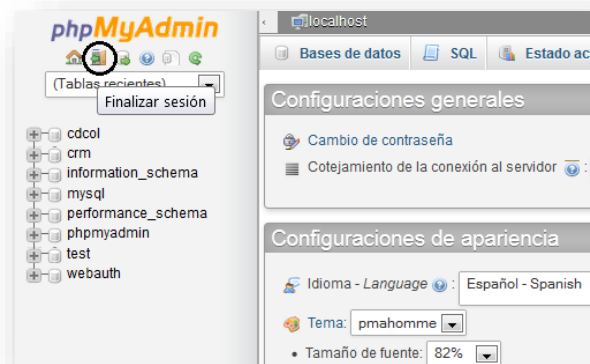 phpMyAdmin
(Tablas recientes) ...
Finalizar sesión
cdcol
crm
information_schema
mysql
performance_schema
phpmyadmin
test
webauth
localhost
Bases de datos SQL Estado ac
Configuraciones generales
Cambio de contraseña
Cotejamiento de la conexión al servidor :
Configuraciones de apariencia
Idioma - Language : Español - Spanish
Tema: pmahomme
• Tamaño de fuente: 82%